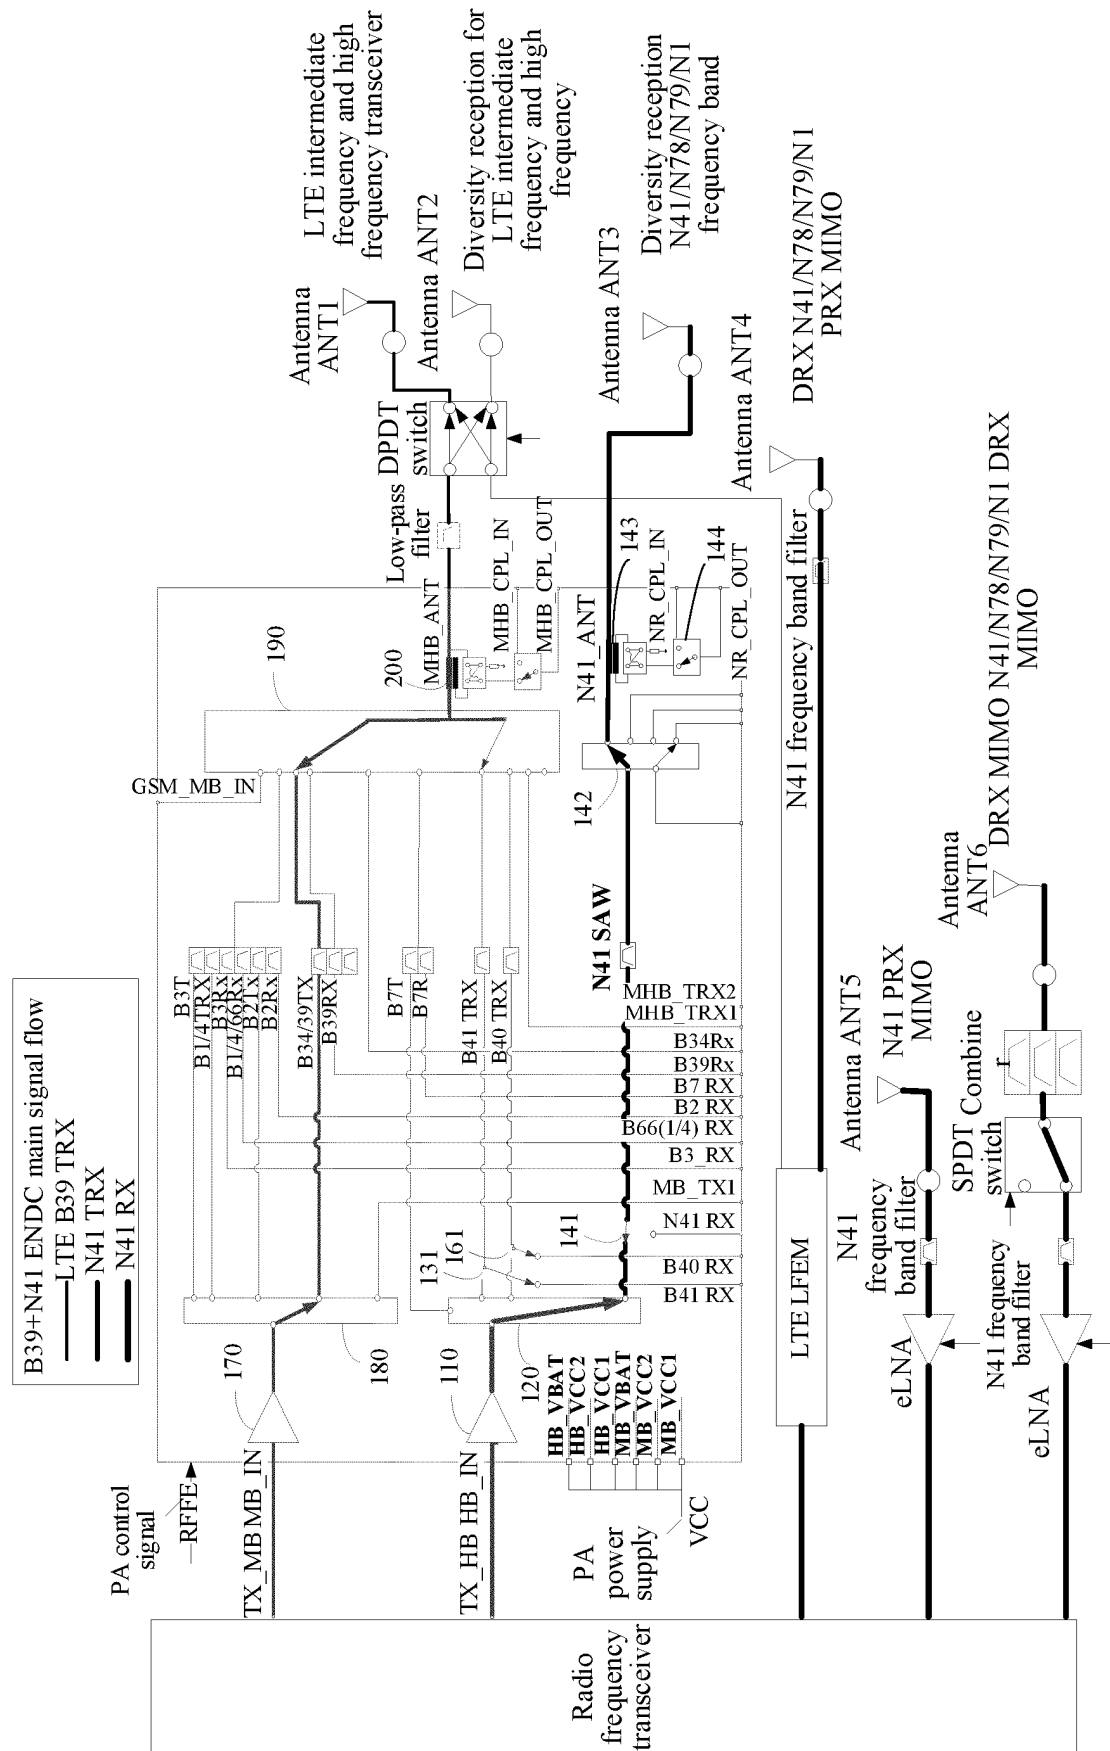 B39+N41 ENDC main signal flow
LTE B39 TRX
N41 TRX
N41 RX
PA control
signal
RFFE
TX_MB
MB_IN
TX_HB
HB_IN
PA
power
supply
VCC
Radio
frequency
transceiver
170
180
110
120
HB_VBAT
HB_VCC2
HB_VCC1
MB_VBAT
MB_VCC2
MB_VCC1
131
161
141
B3T
B1/4TRX
B3Rx
B1/4/66Rx
B2Tx
B2Rx
B34/39TX
B39RX
B7T
B7R
B41 TRX
B40 TRX
N41 SAW
MHB_TRX2
MHB_TRX1
B34Rx
B39Rx
B7 RX
B2 RX
B66(1/4) RX
B3_RX
MB_TX1
N41 RX
B40 RX
B41 RX
GSM_MB_IN
190
200
142
MHB_ANT
MHB_CPL_IN
MHB_CPL_OUT
N41_ANT
143
NR_CPL_IN
144
NR_CPL_OUT
Low-pass
filter
DPDT
switch
Antenna
ANT1
LTE intermediate
frequency and high
frequency transceiver
Antenna ANT2
Diversity reception for
LTE intermediate
frequency and high
frequency
Antenna ANT3
Diversity reception
N41/N78/N79/N1
frequency band
Antenna ANT4
DRX N41/N78/N79/N1
PRX MIMO
N41 frequency band filter
LTE LFEM
Antenna ANT5
N41 PRX
MIMO
N41
frequency
band filter
eLNA
Antenna
ANT6
DRX MIMO N41/N78/N79/N1 DRX
MIMO
Combine
r
SPDT
switch
N41 frequency
band filter
eLNA